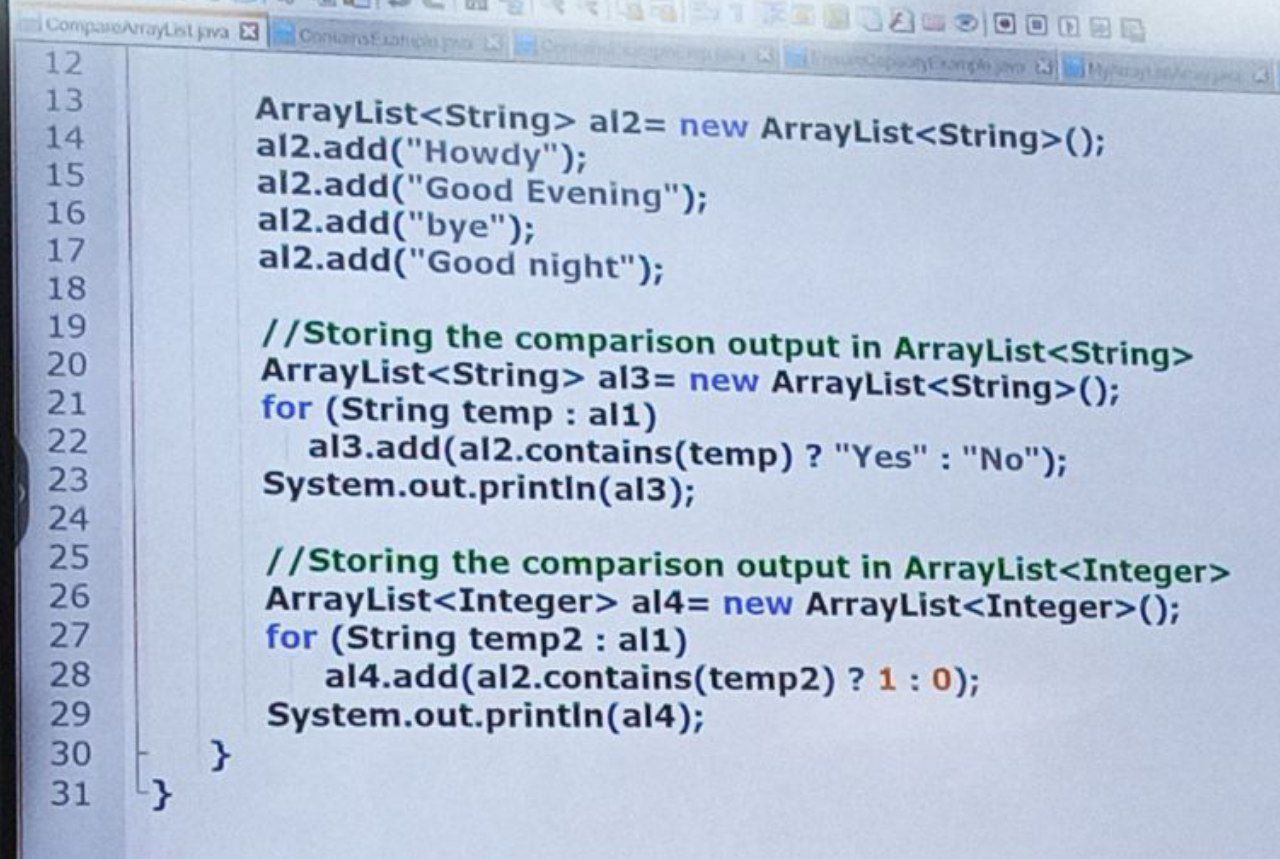 CompareArrayList.java
ContainsExample.java
EnsureCapacityExample.java
12
13 ArrayList<String> al2= new ArrayList<String>();
14 al2.add("Howdy");
15 al2.add("Good Evening");
16 al2.add("bye");
17 al2.add("Good night");
18
19 //Storing the comparison output in ArrayList<String>
20 ArrayList<String> al3= new ArrayList<String>();
21 for (String temp : al1)
22 al3.add(al2.contains(temp) ? "Yes" : "No");
23 System.out.println(al3);
24
25 //Storing the comparison output in ArrayList<Integer>
26 ArrayList<Integer> al4= new ArrayList<Integer>();
27 for (String temp2 : al1)
28 al4.add(al2.contains(temp2) ? 1 : 0);
29 System.out.println(al4);
30 }
31 }